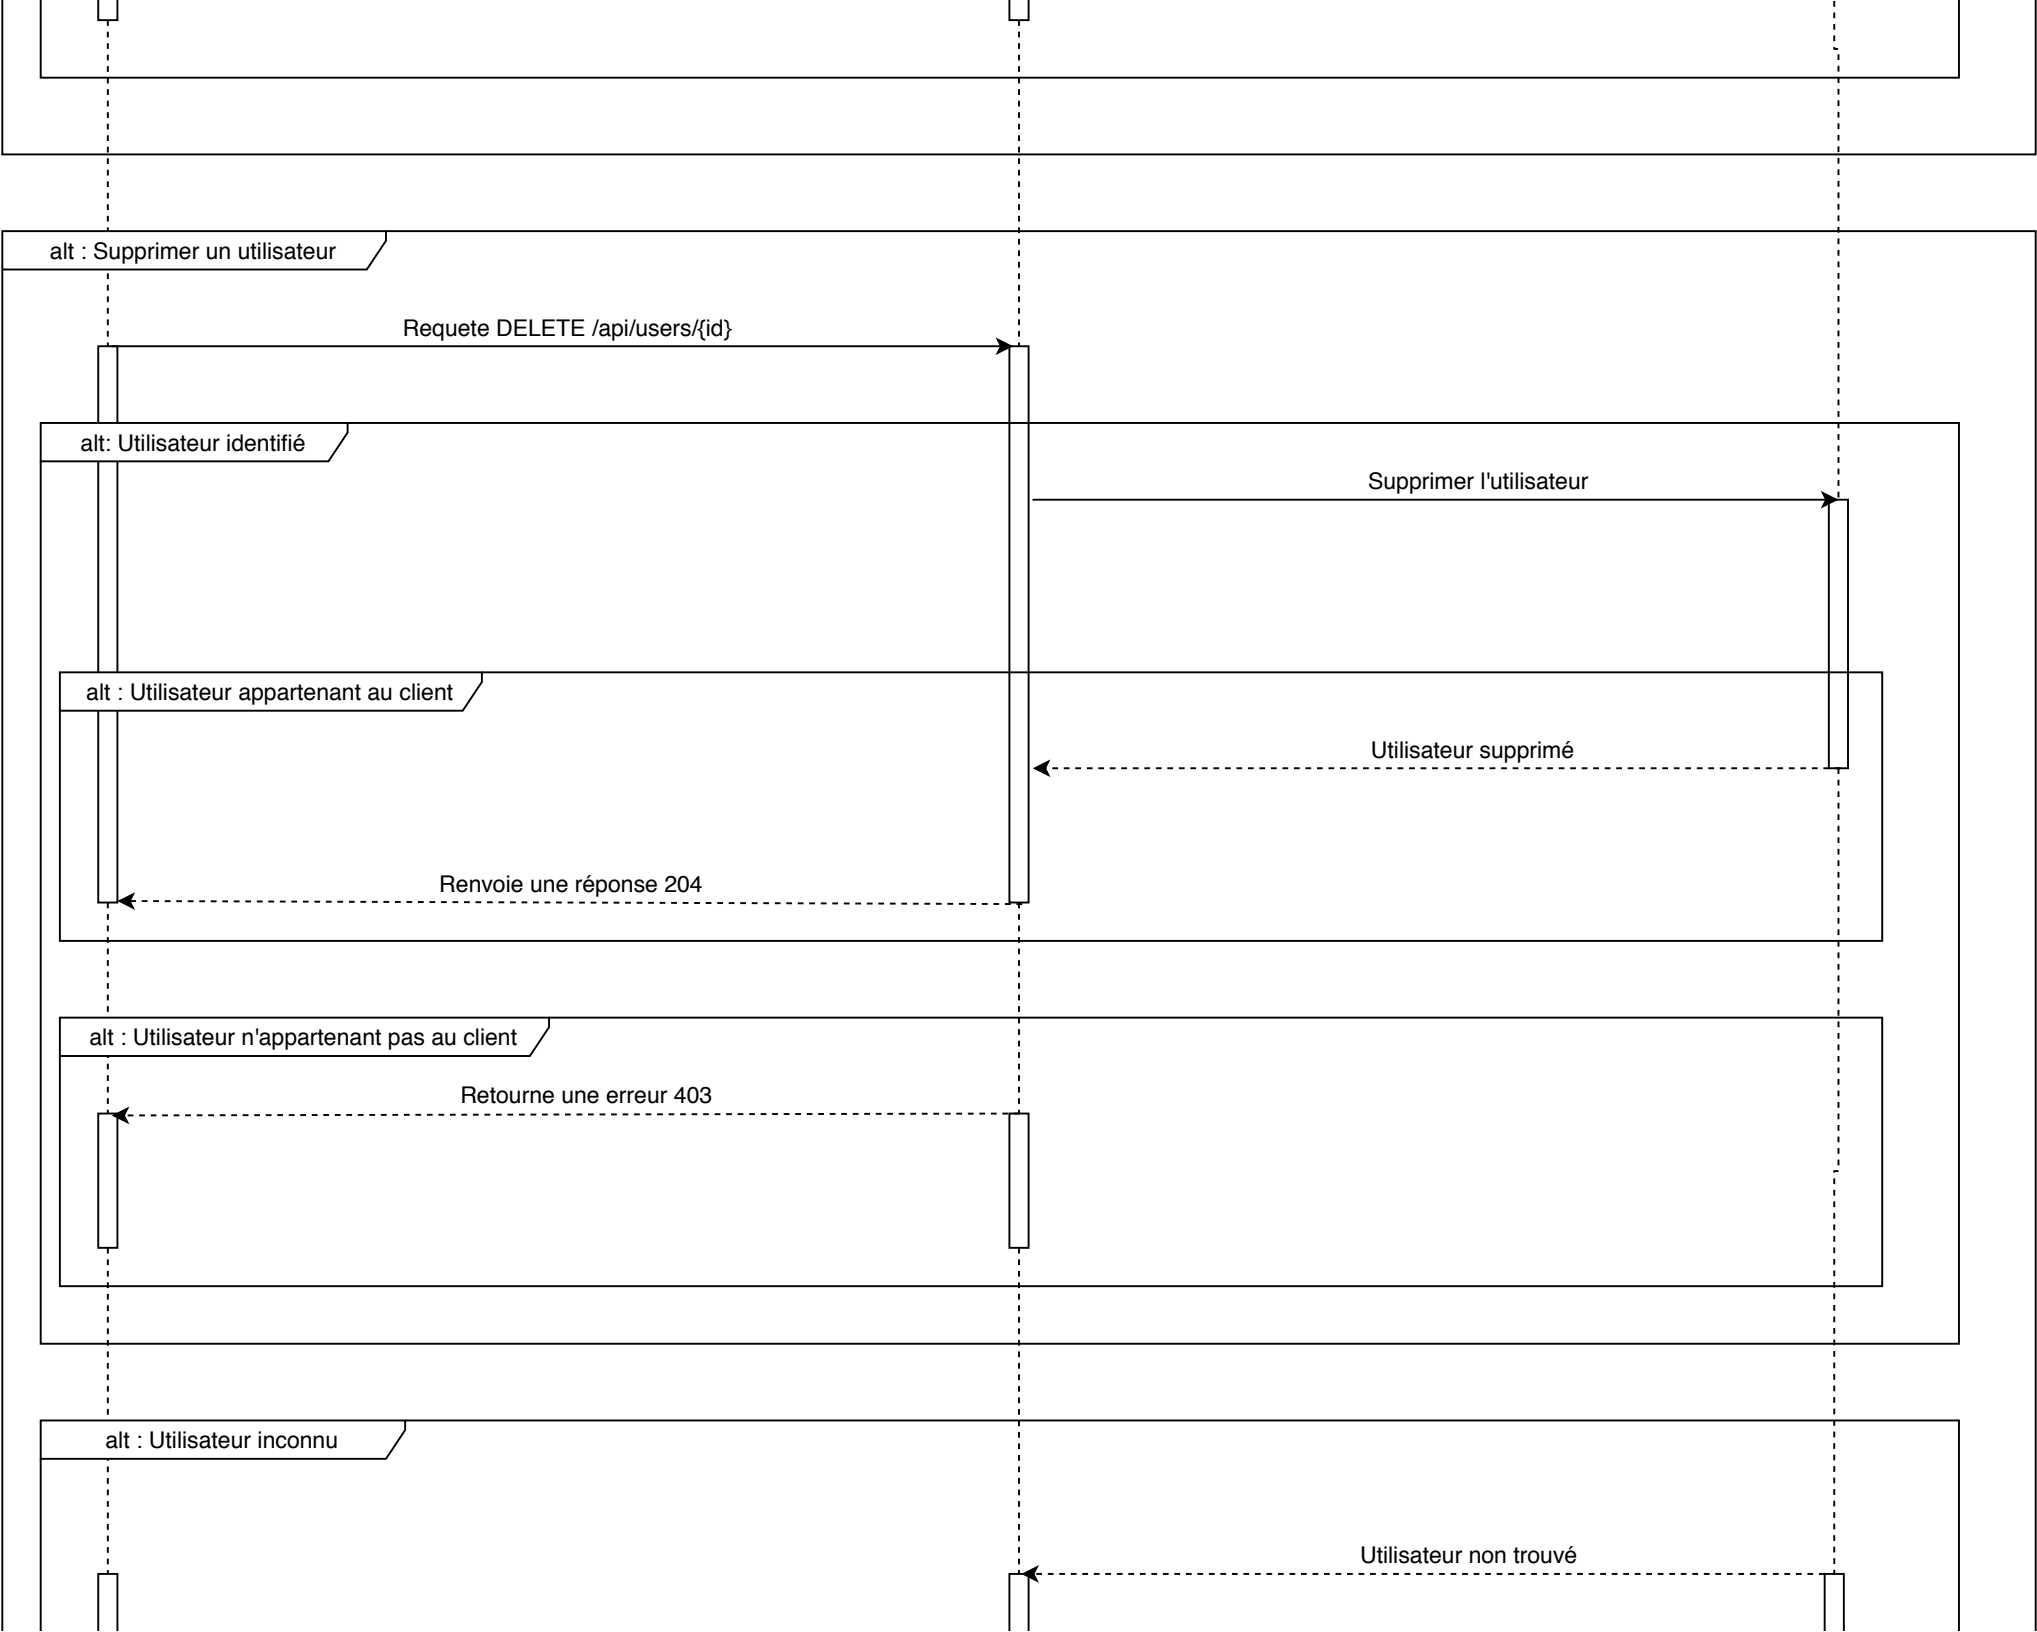 alt : Supprimer un utilisateur
Requete DELETE /api/users/{id}
alt: Utilisateur identifié
Supprimer l'utilisateur
alt : Utilisateur appartenant au client
Utilisateur supprimé
Renvoie une réponse 204
alt : Utilisateur n'appartenant pas au client
Retourne une erreur 403
alt : Utilisateur inconnu
Utilisateur non trouvé